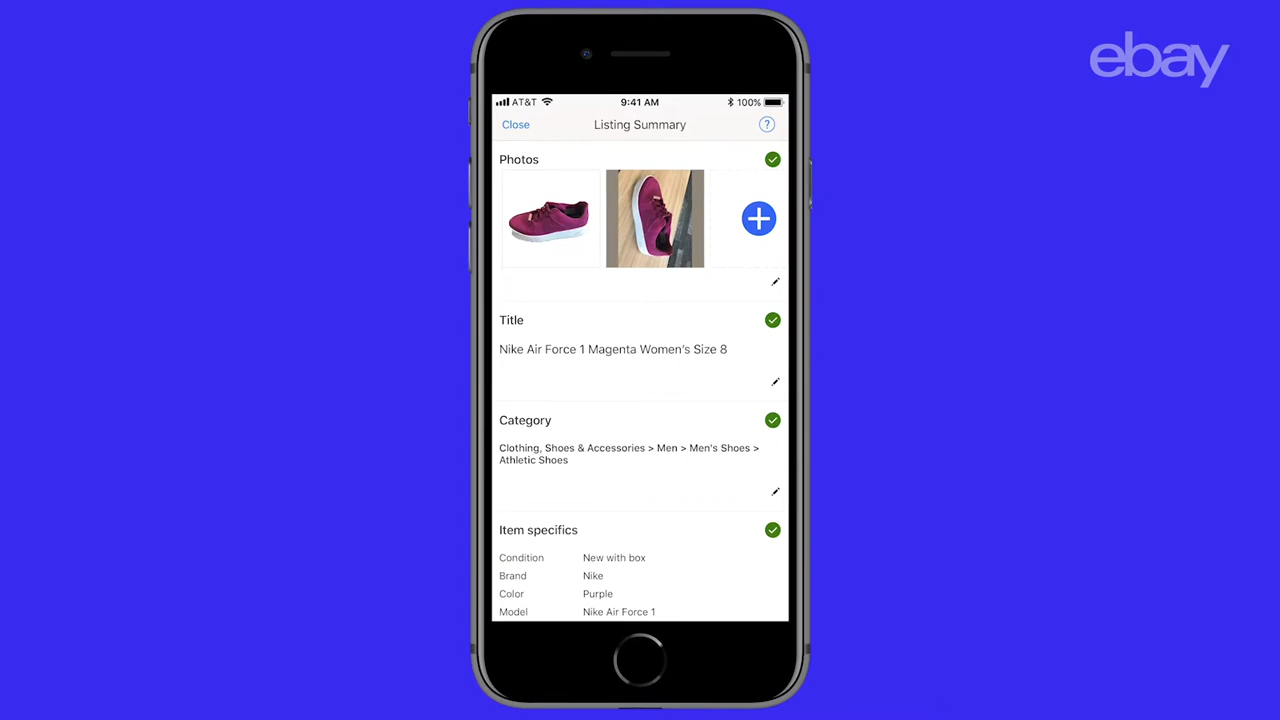 ebay
AT&T
9:41 AM
100%
Close
Listing Summary
?
Photos
Title
Nike Air Force 1 Magenta Women's Size 8
Category
Clothing, Shoes & Accessories > Men > Men's Shoes >
Athletic Shoes
Item specifics
Condition New with box
Brand Nike
Color Purple
Model Nike Air Force 1